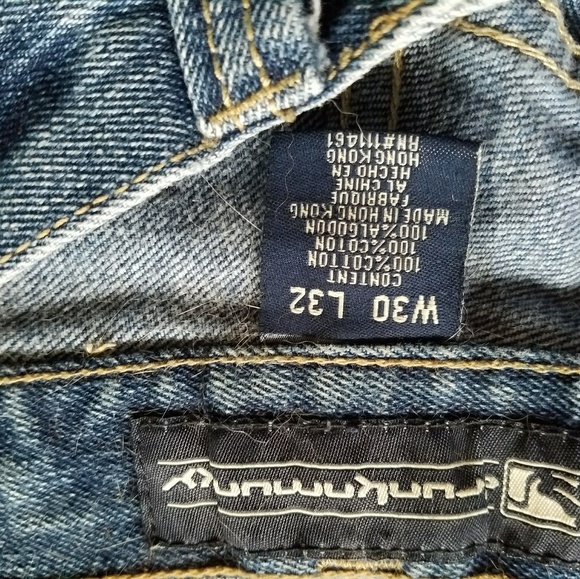 W30 L32
CONTENT
100%COTTON
100%COTON
100%ALGODON
MADE IN HONG KONG
FABRIQUE
AL CHINE
HECHO EN
HONG KONG
RN#111461
drunknmunky